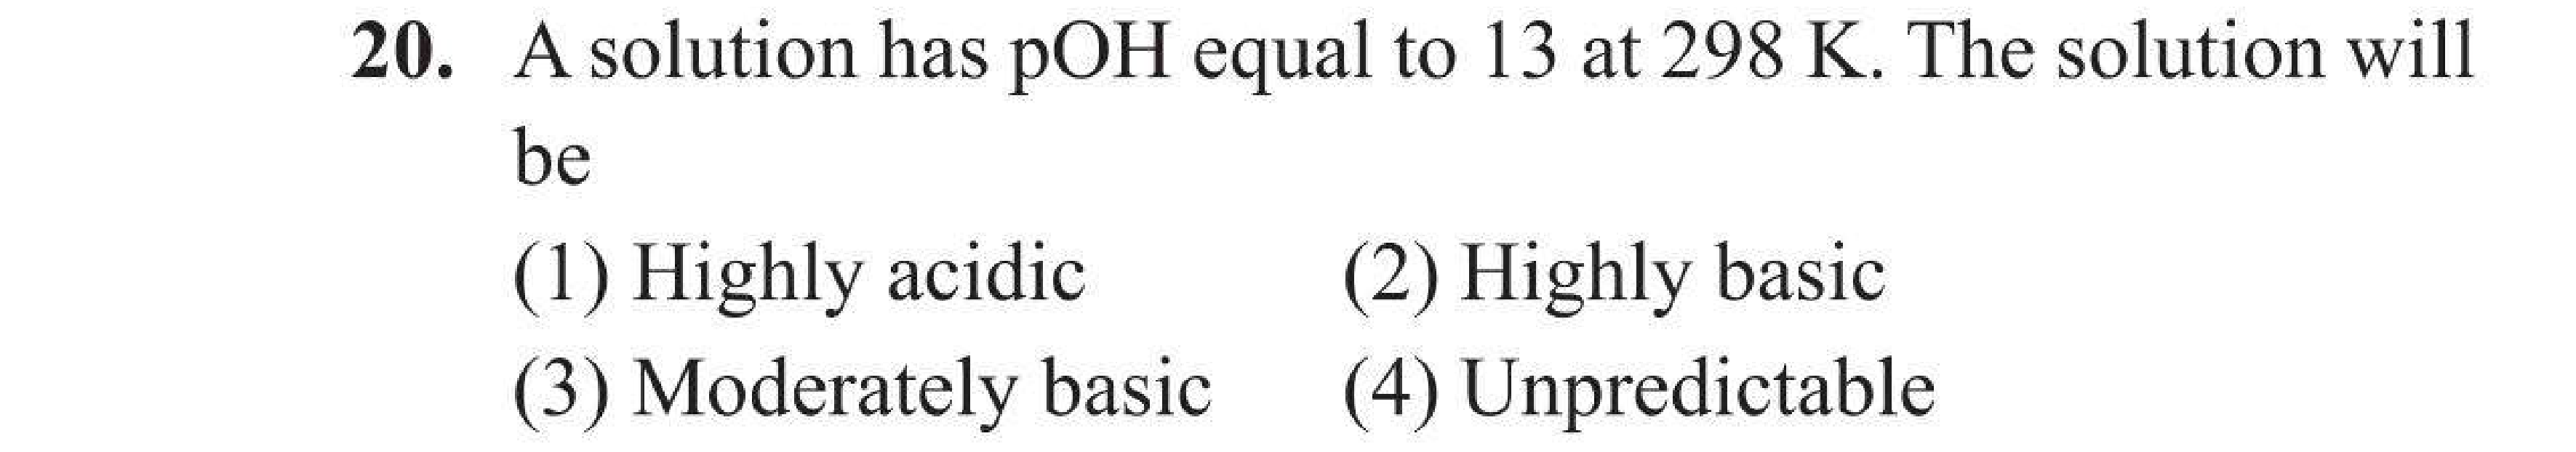 20. A solution has pOH equal to 13 at 298 K. The solution will
be
(1) Highly acidic (2) Highly basic
(3) Moderately basic (4) Unpredictable